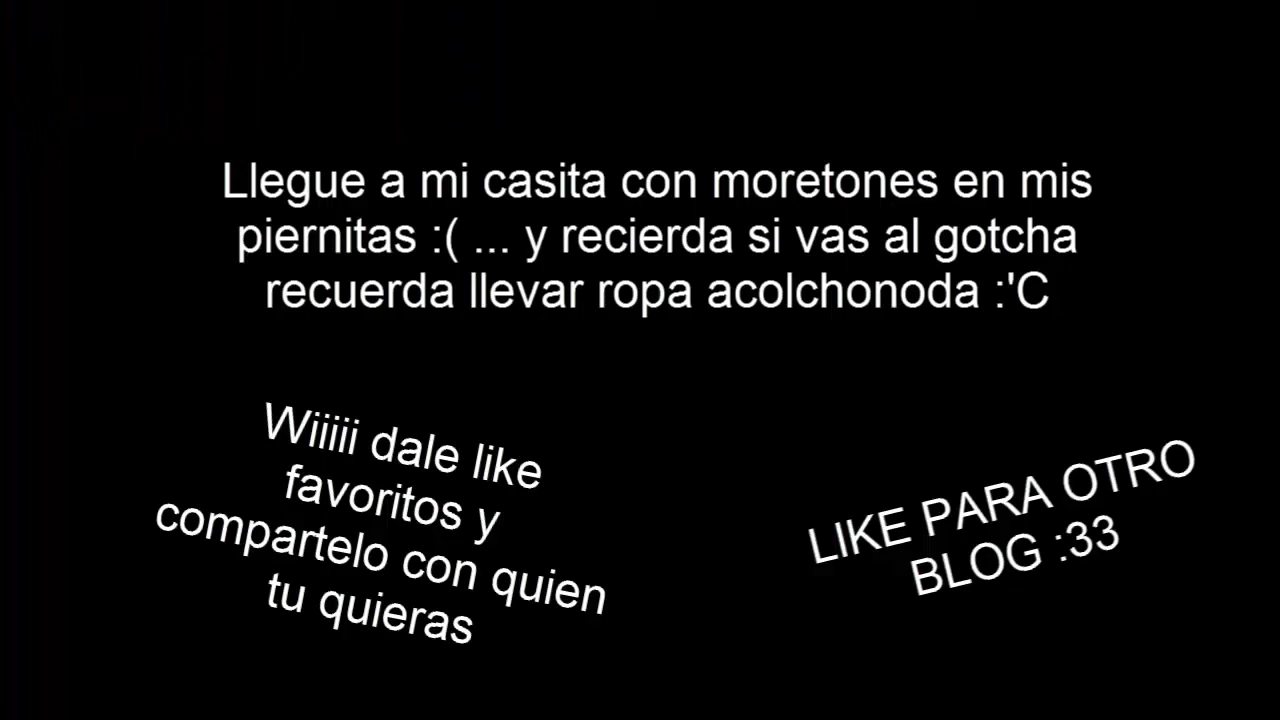 Llegue a mi casita con moretones en mis
piernitas :( ... y recierda si vas al gotcha
recuerda llevar ropa acolchonoda :'C
Wiiiii dale like
favoritos y
compartelo con quien
tu quieras
LIKE PARA OTRO
BLOG :33